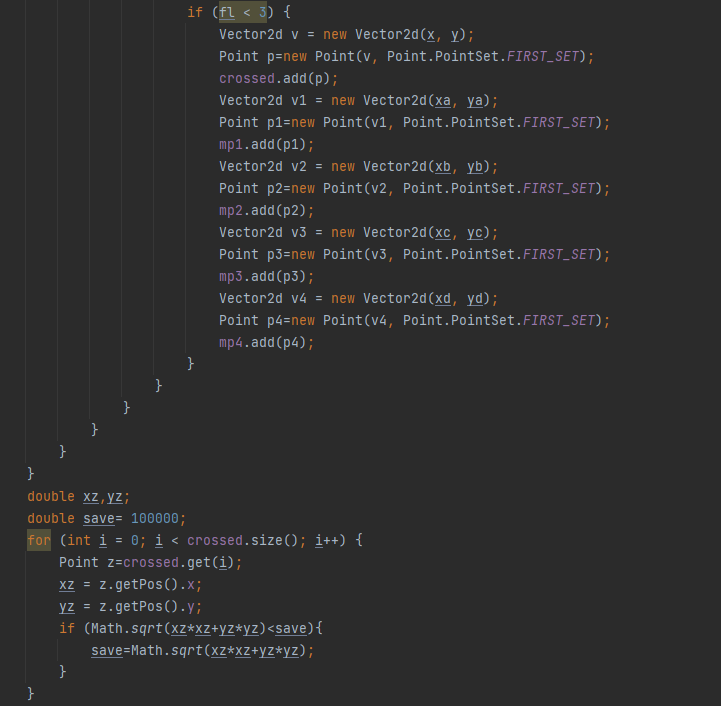 if (fl < 3) {
Vector2d v = new Vector2d(x, y);
Point p=new Point(v, Point.PointSet.FIRST_SET);
crossed.add(p);
Vector2d v1 = new Vector2d(xa, ya);
Point p1=new Point(v1, Point.PointSet.FIRST_SET);
mp1.add(p1);
Vector2d v2 = new Vector2d(xb, yb);
Point p2=new Point(v2, Point.PointSet.FIRST_SET);
mp2.add(p2);
Vector2d v3 = new Vector2d(xc, yc);
Point p3=new Point(v3, Point.PointSet.FIRST_SET);
mp3.add(p3);
Vector2d v4 = new Vector2d(xd, yd);
Point p4=new Point(v4, Point.PointSet.FIRST_SET);
mp4.add(p4);
}
}
}
}
}
}
double xz,yz;
double save= 100000;
for (int i = 0; i < crossed.size(); i++) {
Point z=crossed.get(i);
xz = z.getPos().x;
yz = z.getPos().y;
if (Math.sqrt(xz*xz+yz*yz)<save){
save=Math.sqrt(xz*xz+yz*yz);
}
}